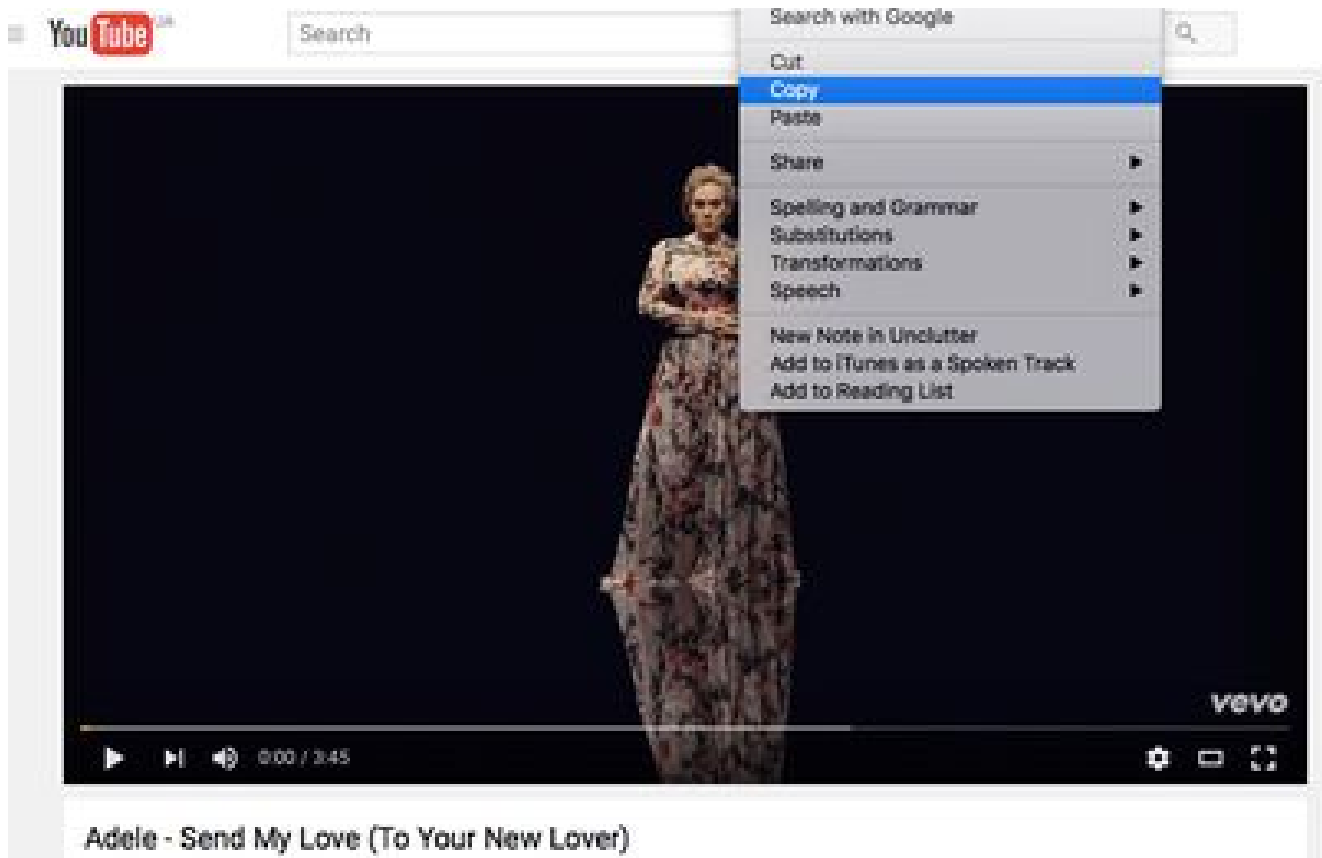 YouTube
Search
Search with Google
Cut
Copy
Paste
Share
Spelling and Grammar
Substitutions
Transformations
Speech
New Note in Unclutter
Add to iTunes as a Spoken Track
Add to Reading List
vevo
0:00 / 3:45
Adele - Send My Love (To Your New Lover)